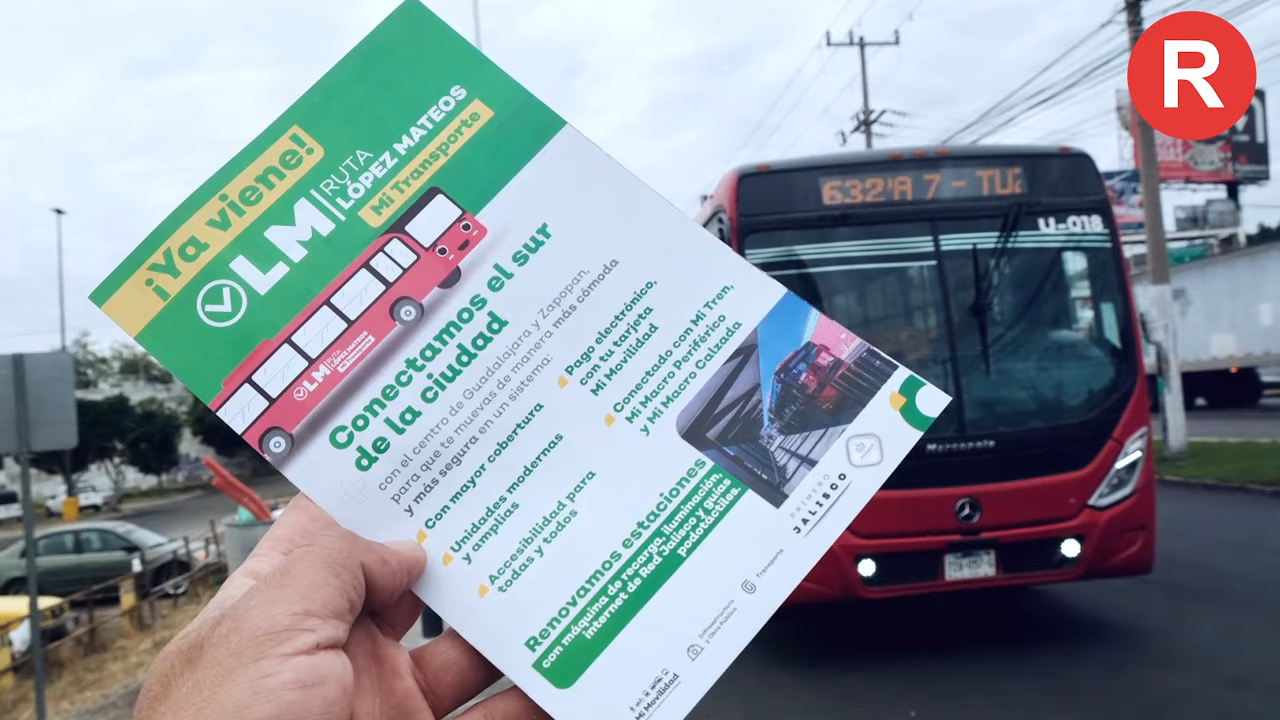 ¡Ya viene!
LM
RUTA
LÓPEZ MATEOS
Mi Transporte
LM
RUTA
LÓPEZ MATEOS
Mi Transporte
Conectamos el sur
de la ciudad
con el centro de Guadalajara y Zapopan,
para que te muevas de manera más cómoda
y más segura en un sistema:
Con mayor cobertura
Unidades modernas
y amplias
Accesibilidad para
todas y todos
Pago electrónico,
con tu tarjeta
Mi Movilidad
Conectado con Mi Tren,
Mi Macro Periférico
y Mi Macro Calzada
Renovamos estaciones
con máquina de recarga, iluminación,
internet de Red Jalisco y guías
podotáctiles.
Mi Movilidad
Infraestructura
y Obra Pública
Transporte
PRIMERO
JALISCO
632'A 7 - TUZ
U-018
Marcopolo
R